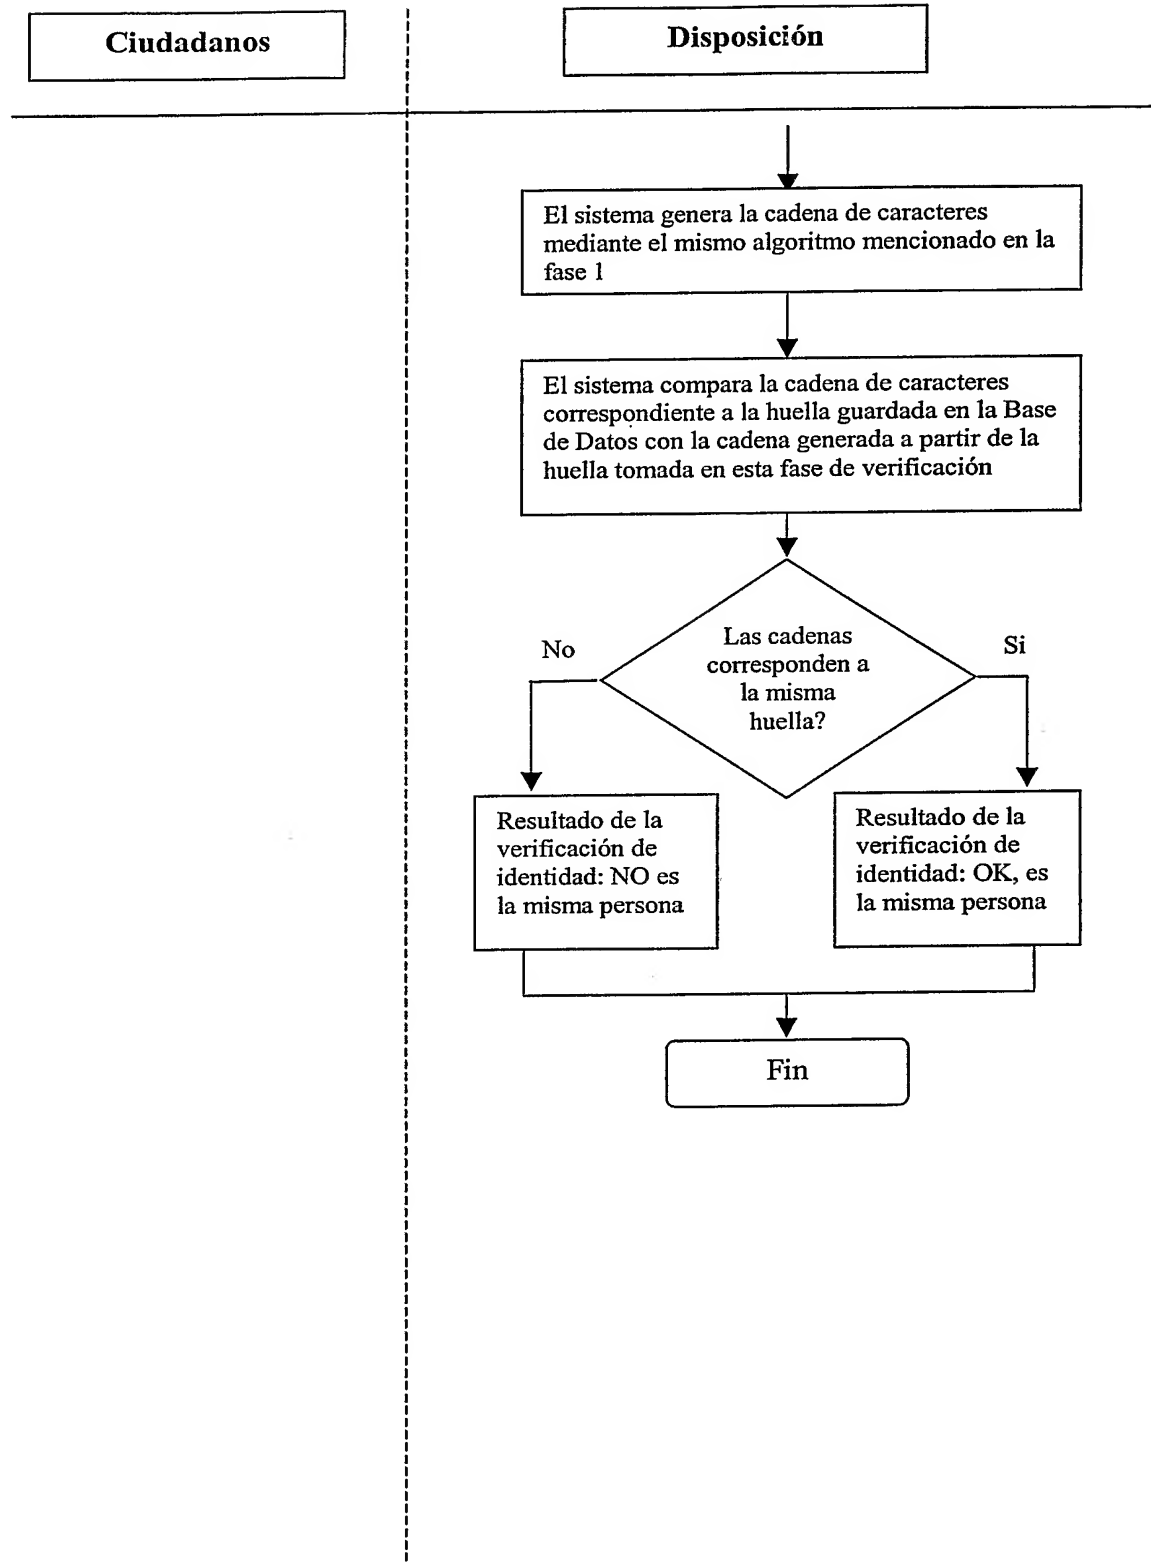 Ciudadanos
Disposición
El sistema genera la cadena de caracteres
mediante el mismo algoritmo mencionado en la
fase 1
El sistema compara la cadena de caracteres
correspondiente a la huella guardada en la Base
de Datos con la cadena generada a partir de la
huella tomada en esta fase de verificación
Las cadenas
corresponden a
la misma
huella?
No
Si
Resultado de la
verificación de
identidad: NO es
la misma persona
Resultado de la
verificación de
identidad: OK, es
la misma persona
Fin